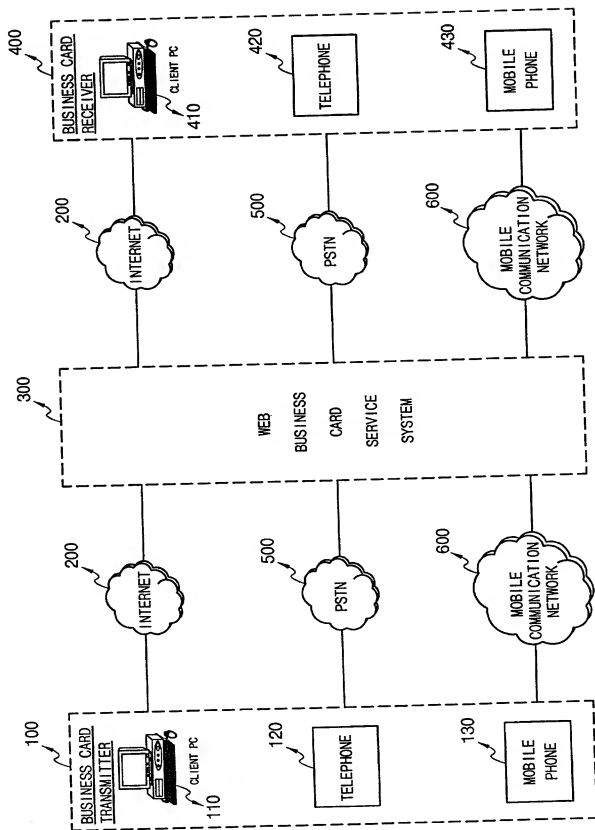 100
BUSINESS CARD
TRANSMITTER
CLIENT PC
110
120
TELEPHONE
130
MOBILE
PHONE
200
INTERNET
500
PSTN
600
MOBILE
COMMUNICATION
NETWORK
300
WEB
BUSINESS
CARD
SERVICE
SYSTEM
200
INTERNET
500
PSTN
600
MOBILE
COMMUNICATION
NETWORK
400
BUSINESS CARD
RECEIVER
CLIENT PC
410
420
TELEPHONE
430
MOBILE
PHONE